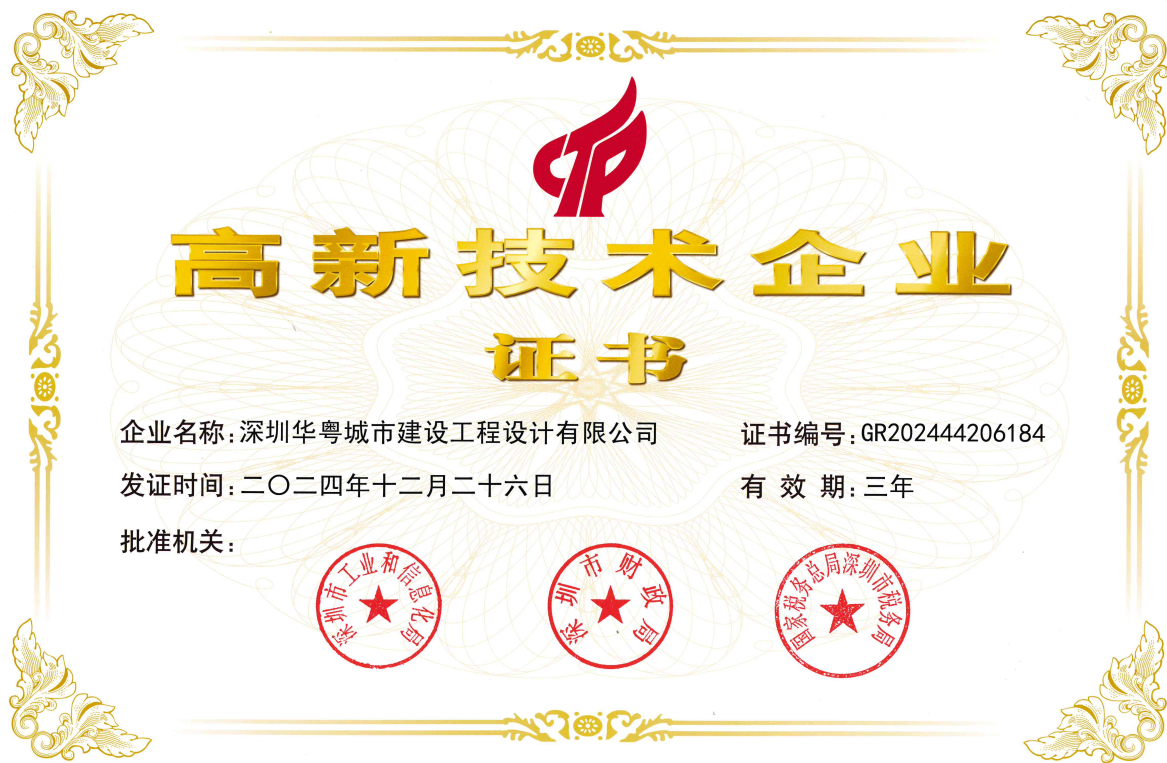 高新技术企业
证书
企业名称：深圳华粤城市建设工程设计有限公司
证书编号：GR202444206184
发证时间：二〇二四年十二月二十六日
有 效 期：三年
批准机关：
深圳市工业和信息化局
深圳市财政局
国家税务总局深圳市税务局